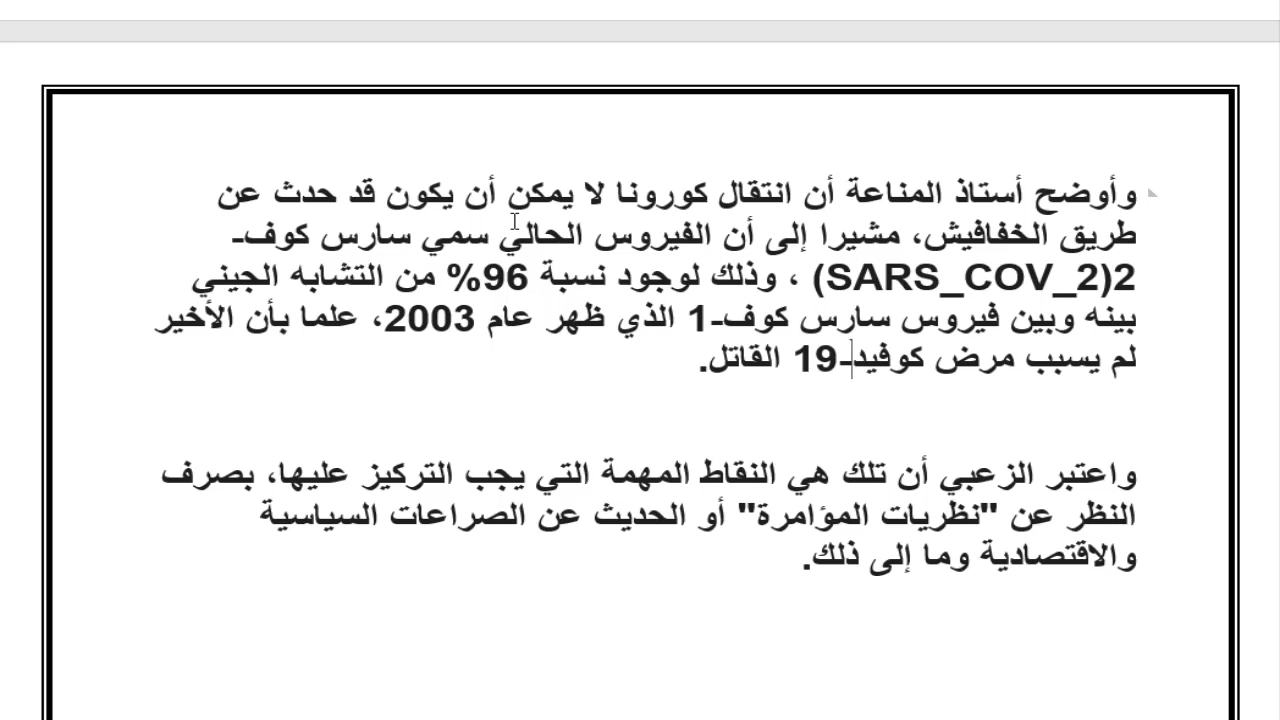 وأوضح أستاذ المناعة أن انتقال كورونا لا يمكن أن يكون قد حدث عن
طريق الخفافيش، مشيرا إلى أن الفيروس الحالي سمي سارس كوف-
2(SARS_COV_2) ، وذلك لوجود نسبة 96% من التشابه الجيني
بينه وبين فيروس سارس كوف-1 الذي ظهر عام 2003، علما بأن الأخير
لم يسبب مرض كوفيد-19 القاتل.
واعتبر الزعبي أن تلك هي النقاط المهمة التي يجب التركيز عليها، بصرف
النظر عن "نظريات المؤامرة" أو الحديث عن الصراعات السياسية
والاقتصادية وما إلى ذلك.